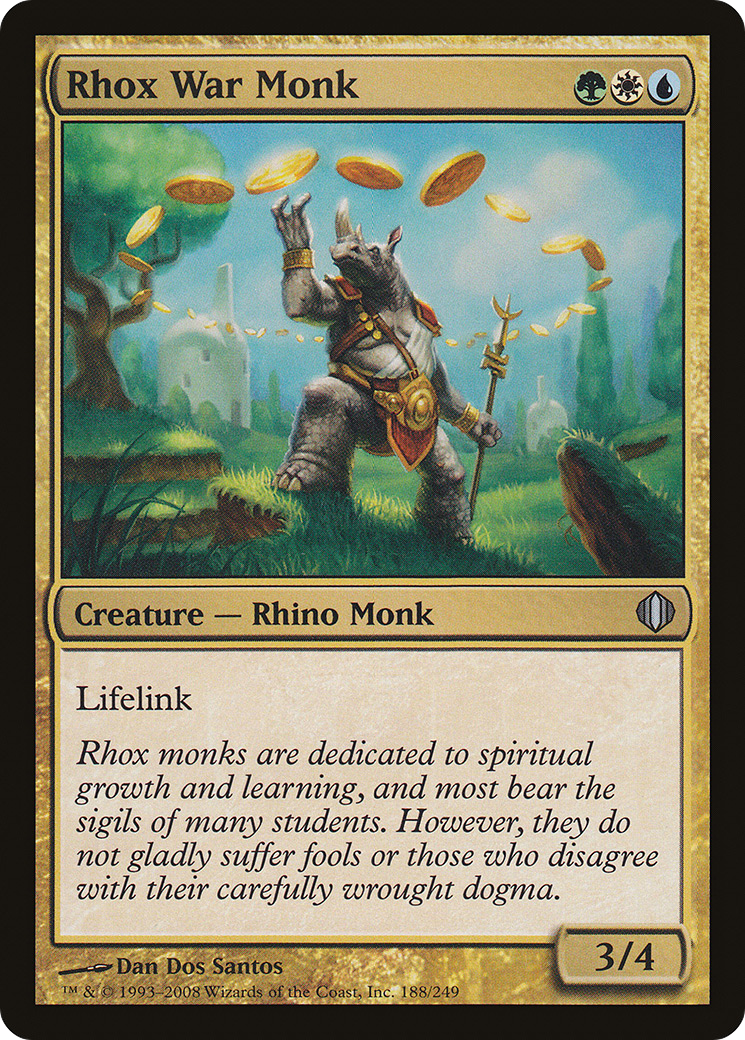 Rhox War Monk
Creature — Rhino Monk
Lifelink
Rhox monks are dedicated to spiritual
growth and learning, and most bear the
sigils of many students. However, they do
not gladly suffer fools or those who disagree
with their carefully wrought dogma.
3/4
Dan Dos Santos
™ & © 1993–2008 Wizards of the Coast, Inc. 188/249